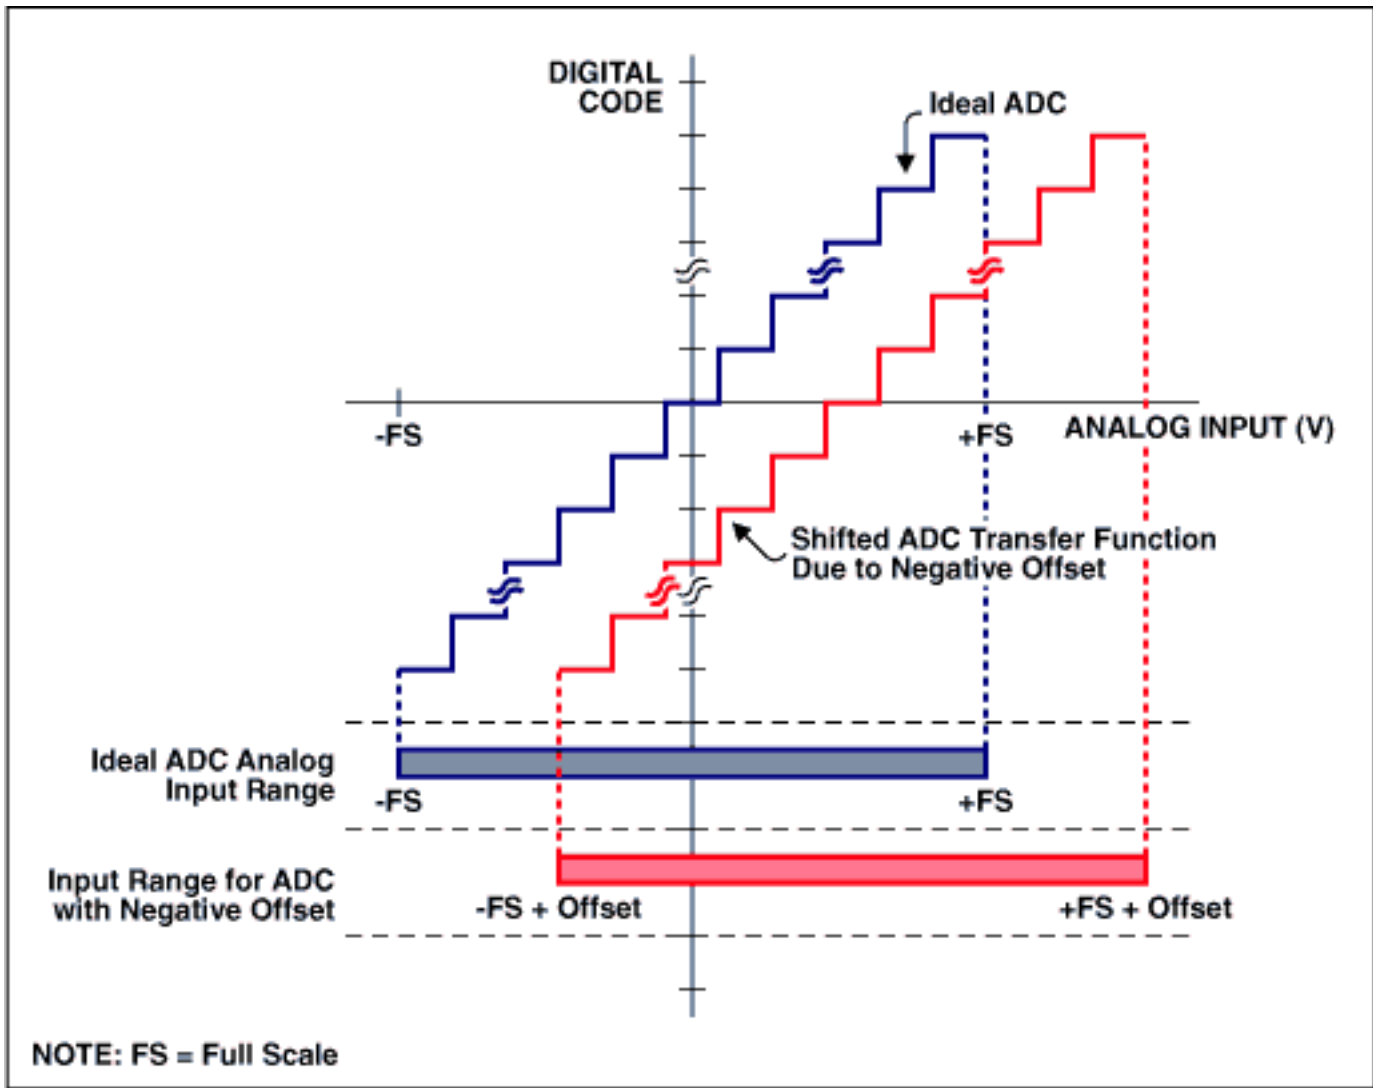 DIGITAL
CODE
Ideal ADC
-FS
+FS
ANALOG INPUT (V)
Shifted ADC Transfer Function
Due to Negative Offset
Ideal ADC Analog
Input Range
-FS
+FS
Input Range for ADC
with Negative Offset
-FS + Offset
+FS + Offset
NOTE: FS = Full Scale